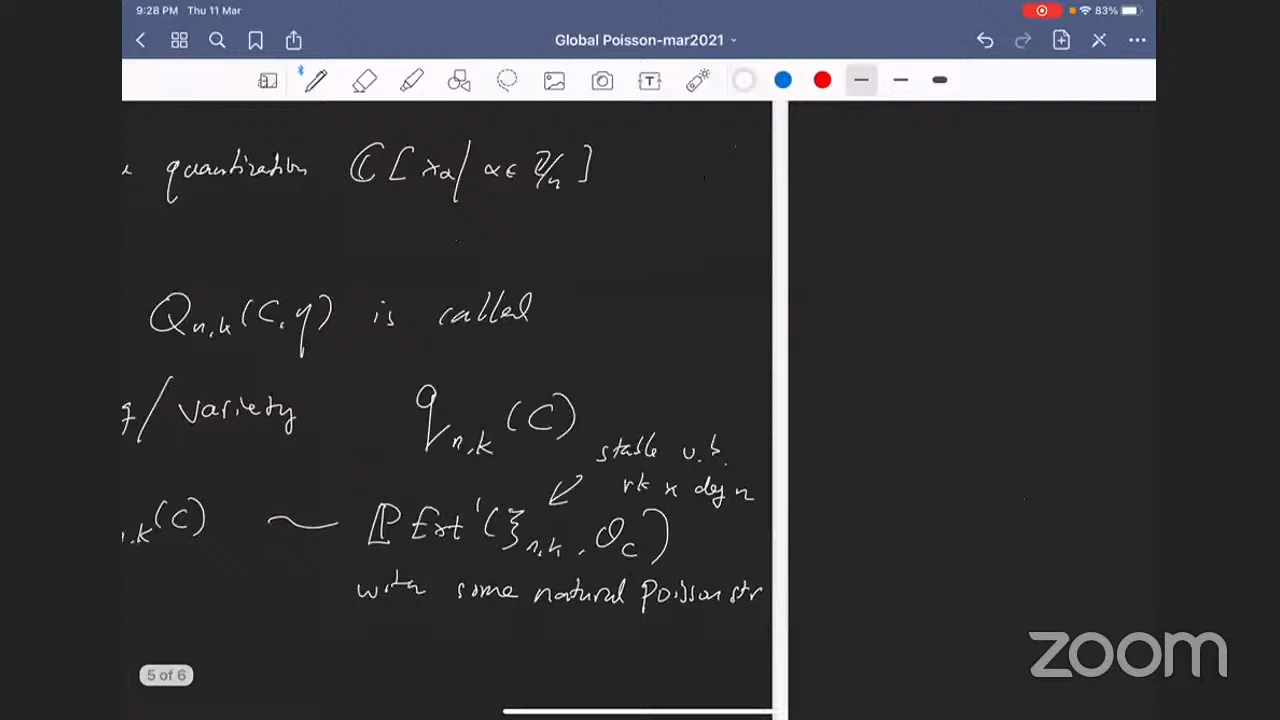 9:28 PM Thu 11 Mar
83%
Global Poisson-mar2021
quantization ℂ[x_α / α ∈ ℤ/n]
Q_{n,k}(C,η) is called
/ variety q_{n,k}(C)
stable v.b.
rk k deg n
n,k(C) ~ ℙExt¹(ξ_{n,k}, O_C)
with some natural Poisson str
5 of 6
zoom